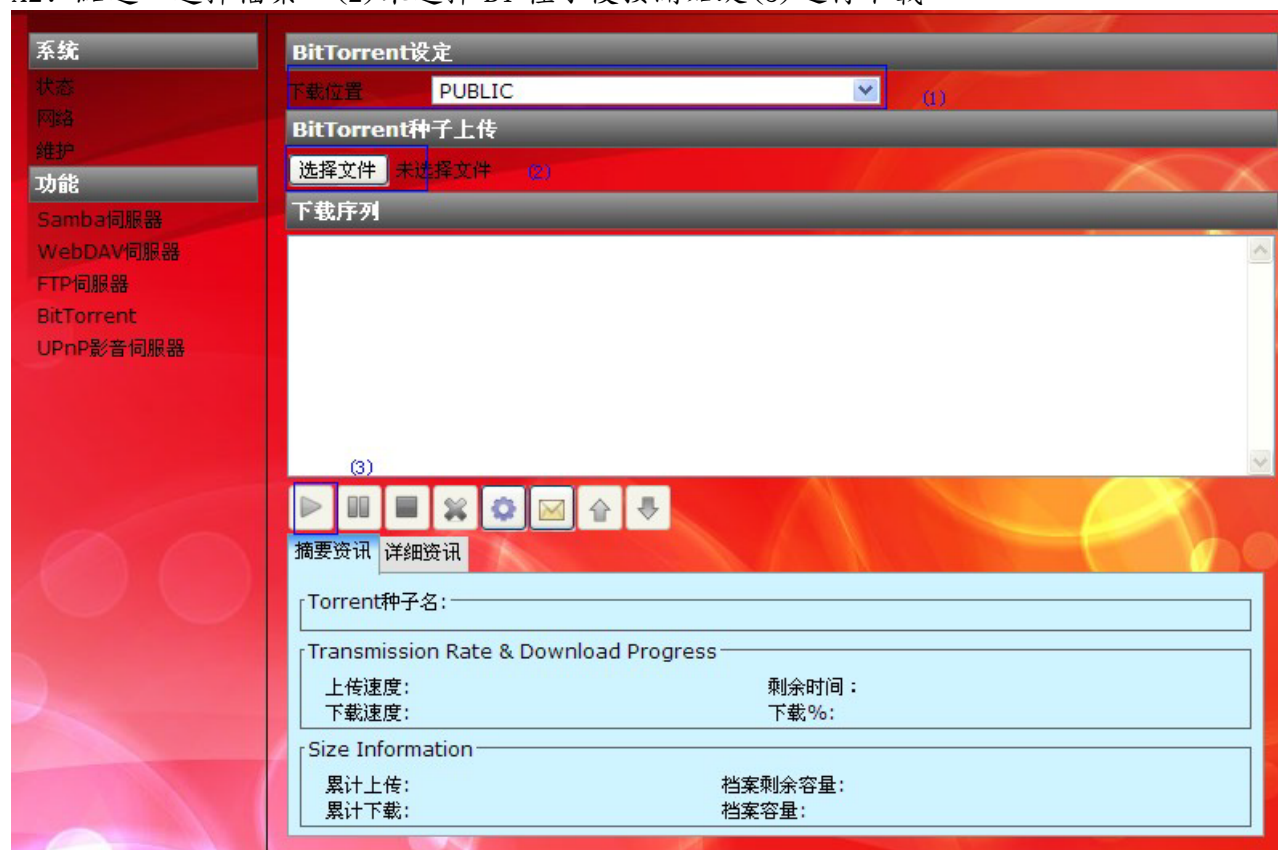 系统
状态
网络
维护
功能
Samba伺服器
WebDAV伺服器
FTP伺服器
BitTorrent
UPnP影音伺服器
BitTorrent设定
下载位置 PUBLIC (1)
BitTorrent种子上传
选择文件 未选择文件 (2)
下载序列
(3)
摘要资讯 详细资讯
Torrent种子名:
Transmission Rate & Download Progress
上传速度: 剩余时间：
下载速度: 下载%:
Size Information
累计上传: 档案剩余容量:
累计下载: 档案容量: